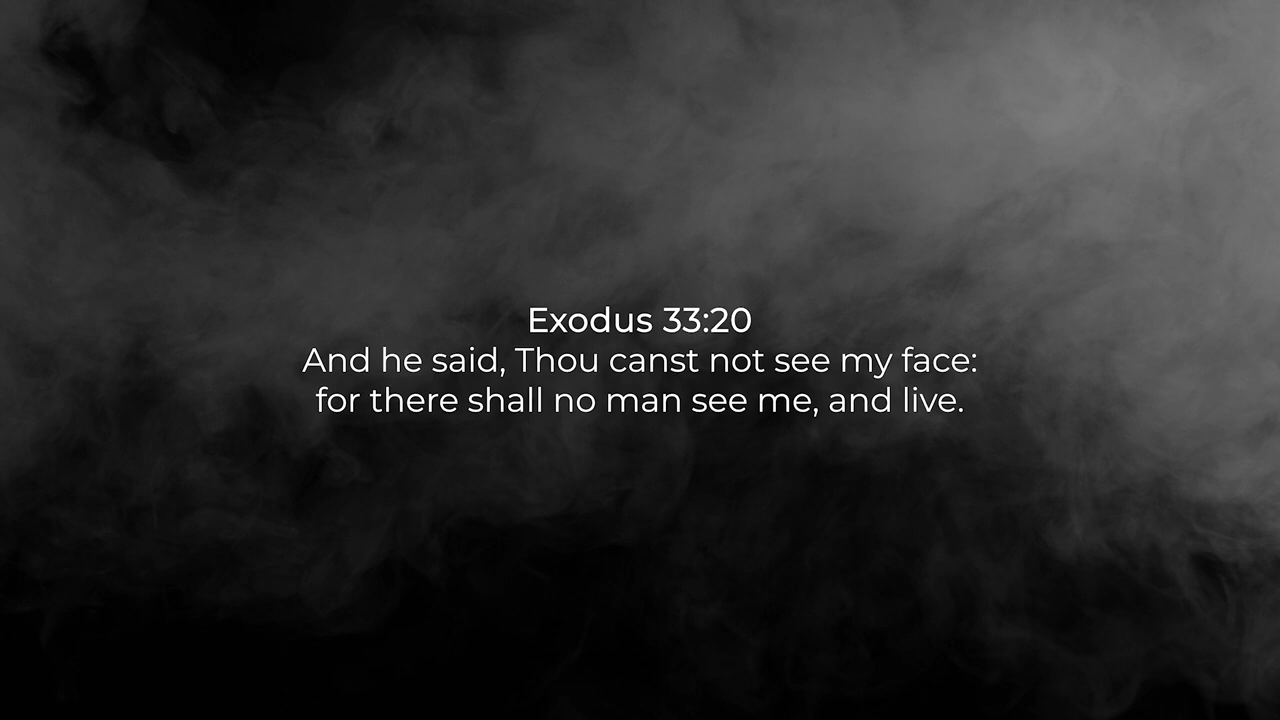 Exodus 33:20
And he said, Thou canst not see my face:
for there shall no man see me, and live.